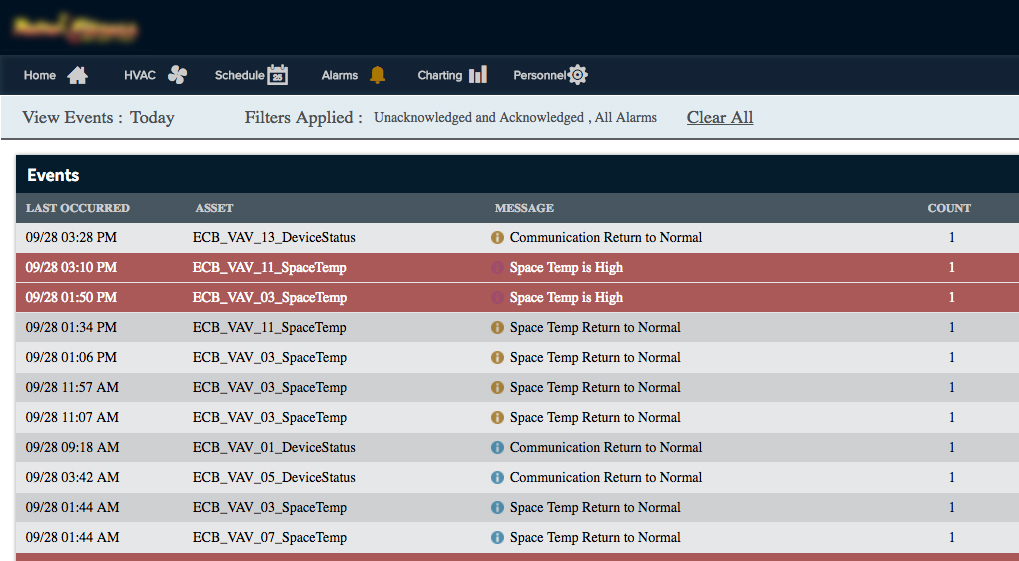 Home HVAC Schedule 25 Alarms Charting Personnel
View Events : Today Filters Applied : Unacknowledged and Acknowledged , All Alarms Clear All
Events
LAST OCCURRED ASSET MESSAGE COUNT
09/28 03:28 PM ECB_VAV_13_DeviceStatus Communication Return to Normal 1
09/28 03:10 PM ECB_VAV_11_SpaceTemp Space Temp is High 1
09/28 01:50 PM ECB_VAV_03_SpaceTemp Space Temp is High 1
09/28 01:34 PM ECB_VAV_11_SpaceTemp Space Temp Return to Normal 1
09/28 01:06 PM ECB_VAV_03_SpaceTemp Space Temp Return to Normal 1
09/28 11:57 AM ECB_VAV_03_SpaceTemp Space Temp Return to Normal 1
09/28 11:07 AM ECB_VAV_03_SpaceTemp Space Temp Return to Normal 1
09/28 09:18 AM ECB_VAV_01_DeviceStatus Communication Return to Normal 1
09/28 03:42 AM ECB_VAV_05_DeviceStatus Communication Return to Normal 1
09/28 01:44 AM ECB_VAV_03_SpaceTemp Space Temp Return to Normal 1
09/28 01:44 AM ECB_VAV_07_SpaceTemp Space Temp Return to Normal 1